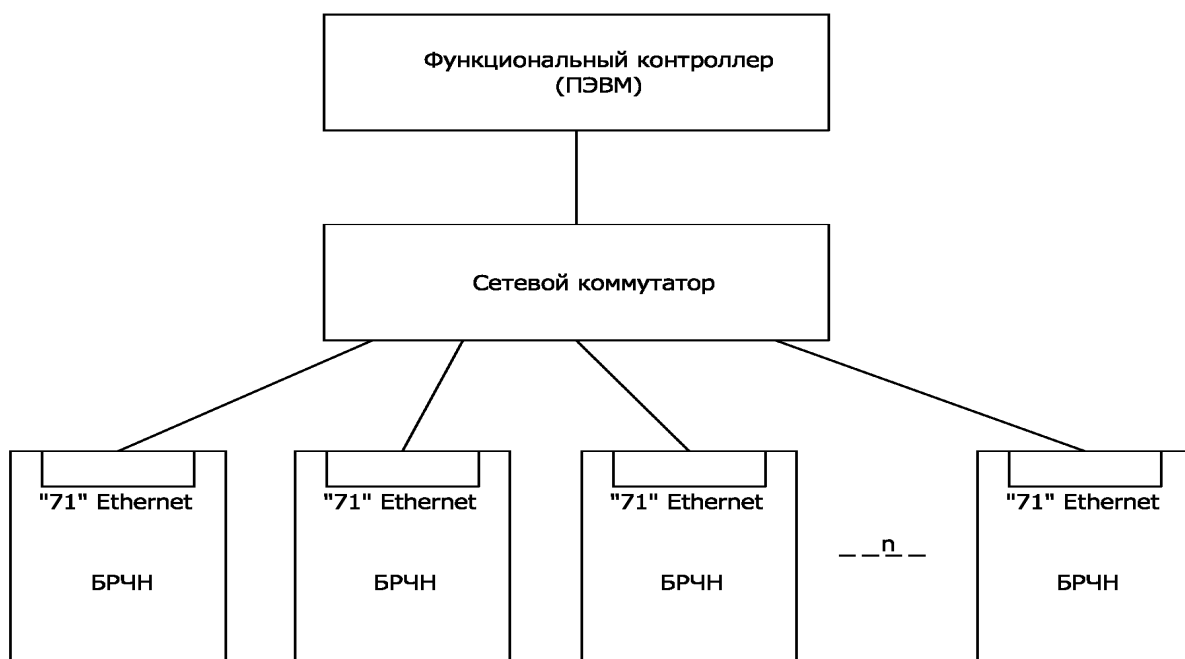 Функциональный контроллер
(ПЭВМ)
Сетевой коммутатор
"71" Ethernet
"71" Ethernet
"71" Ethernet
"71" Ethernet
n
БРЧН
БРЧН
БРЧН
БРЧН